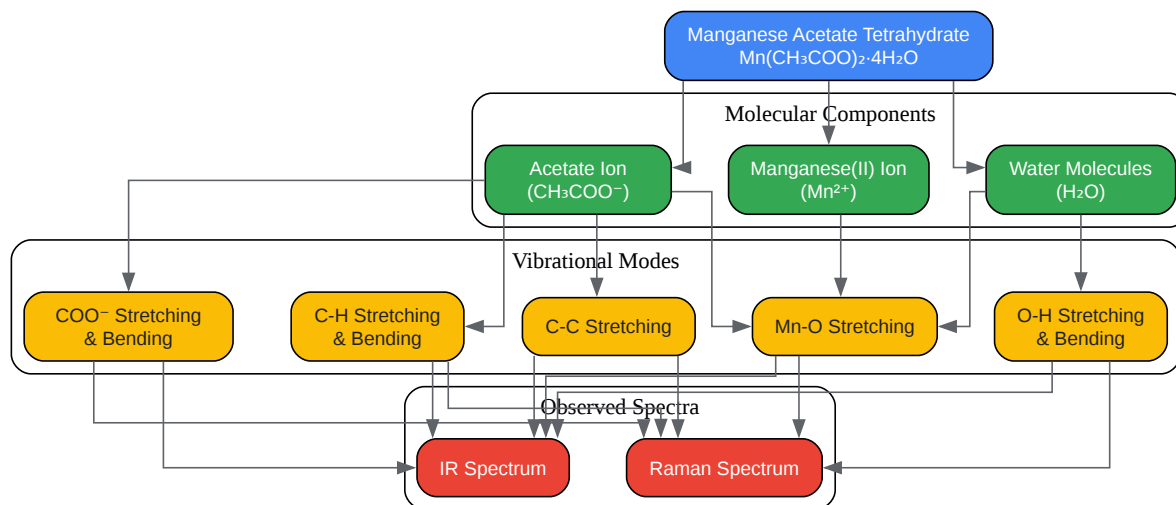 Manganese Acetate Tetrahydrate
Mn(CH₃COO)₂·4H₂O
Molecular Components
Acetate Ion
(CH₃COO⁻)
Manganese(II) Ion
(Mn²⁺)
Water Molecules
(H₂O)
Vibrational Modes
COO⁻ Stretching
& Bending
C-H Stretching
& Bending
C-C Stretching
Mn-O Stretching
O-H Stretching
& Bending
Observed Spectra
IR Spectrum
Raman Spectrum